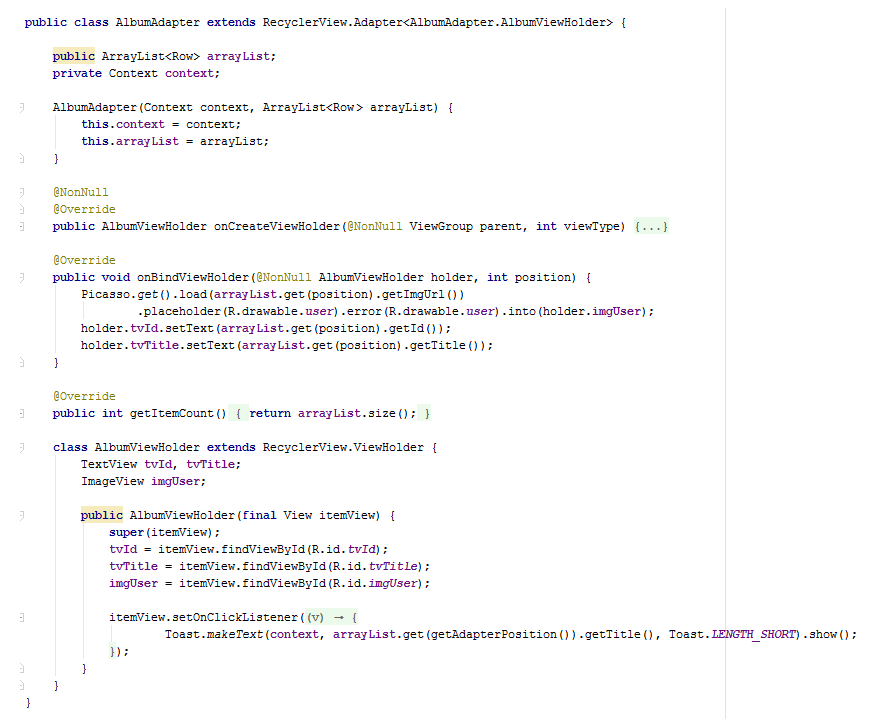 public class AlbumAdapter extends RecyclerView.Adapter<AlbumAdapter.AlbumViewHolder> {
public ArrayList<Row> arrayList;
private Context context;
AlbumAdapter(Context context, ArrayList<Row> arrayList) {
this.context = context;
this.arrayList = arrayList;
}
@NonNull
@Override
public AlbumViewHolder onCreateViewHolder(@NonNull ViewGroup parent, int viewType) {...}
@Override
public void onBindViewHolder(@NonNull AlbumViewHolder holder, int position) {
Picasso.get().load(arrayList.get(position).getImgUrl())
.placeholder(R.drawable.user).error(R.drawable.user).into(holder.imgUser);
holder.tvId.setText(arrayList.get(position).getId());
holder.tvTitle.setText(arrayList.get(position).getTitle());
}
@Override
public int getItemCount() { return arrayList.size(); }
class AlbumViewHolder extends RecyclerView.ViewHolder {
TextView tvId, tvTitle;
ImageView imgUser;
public AlbumViewHolder(final View itemView) {
super(itemView);
tvId = itemView.findViewById(R.id.tvId);
tvTitle = itemView.findViewById(R.id.tvTitle);
imgUser = itemView.findViewById(R.id.imgUser);
itemView.setOnClickListener((v) → {
Toast.makeText(context, arrayList.get(getAdapterPosition()).getTitle(), Toast.LENGTH_SHORT).show();
});
}
}
}